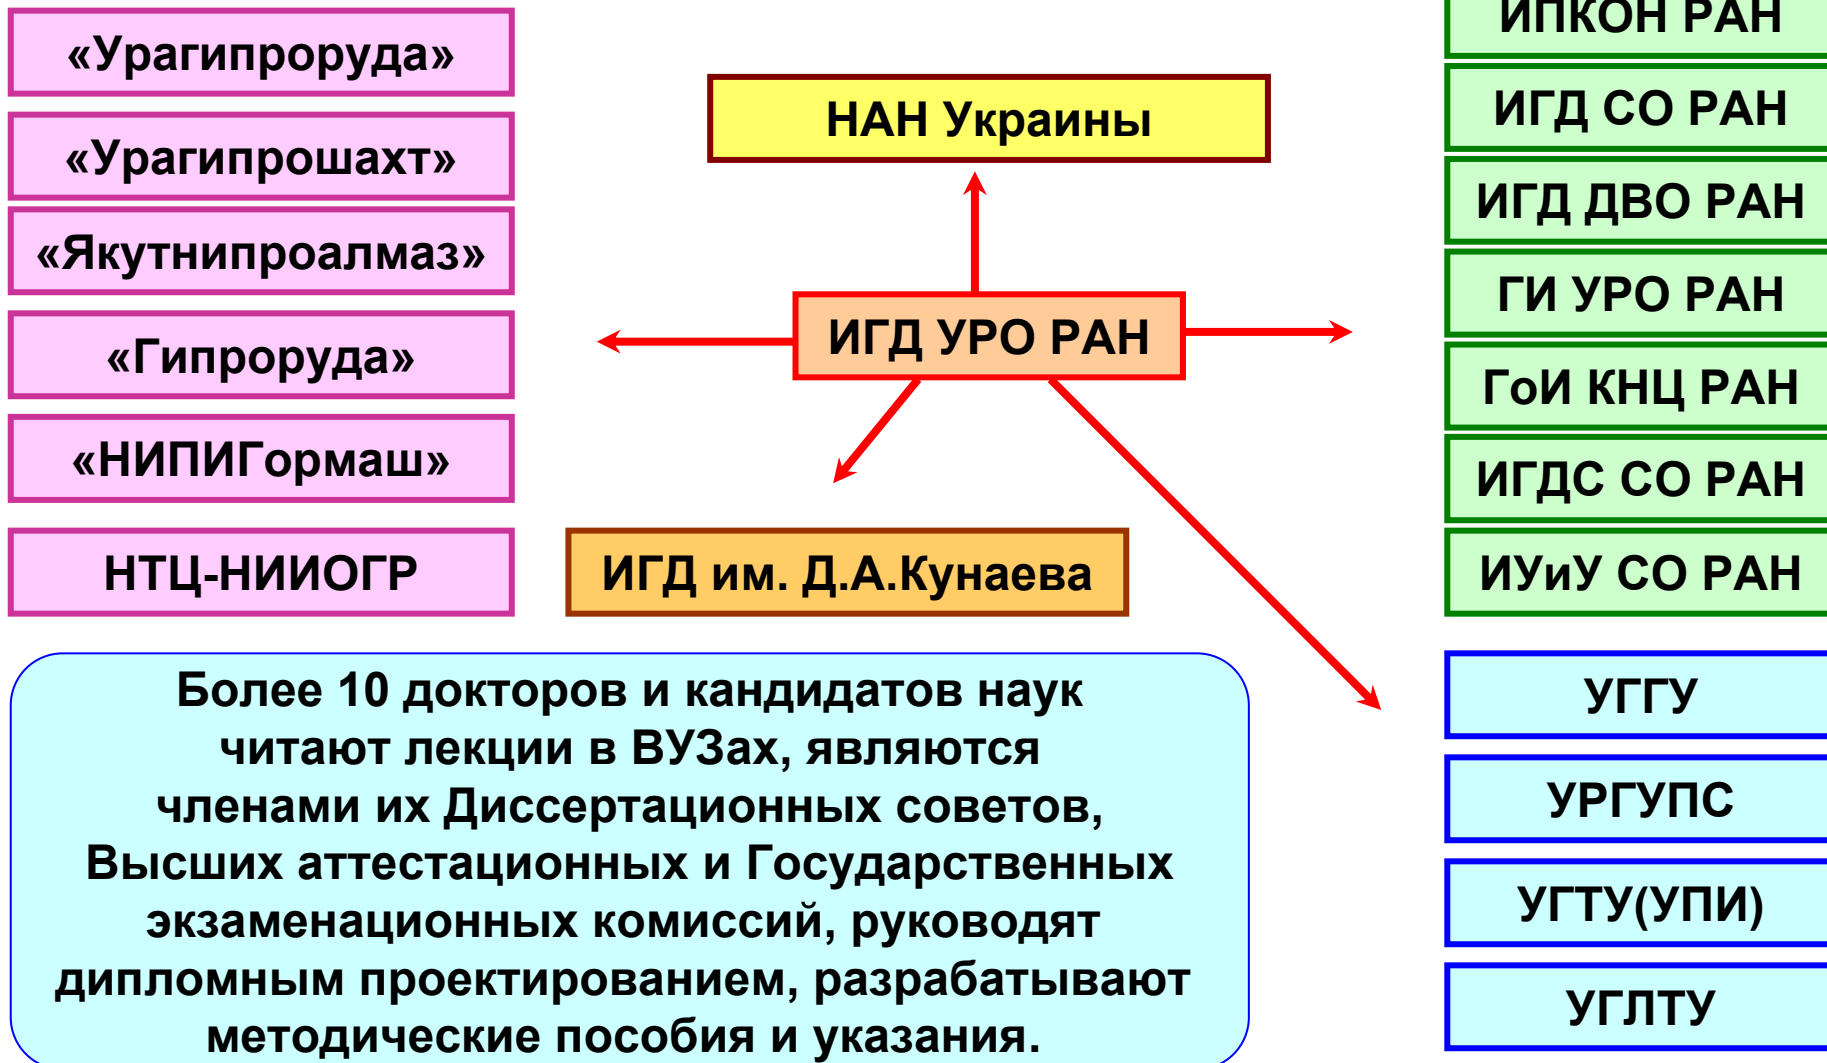 «Урагипроруда»
«Урагипрошахт»
«Якутнипроалмаз»
«Гипроруда»
«НИПИГормаш»
НТЦ-НИИОГР
НАН Украины
ИГД УРО РАН
ИГД им. Д.А.Кунаева
ИПКОН РАН
ИГД СО РАН
ИГД ДВО РАН
ГИ УРО РАН
ГоИ КНЦ РАН
ИГДС СО РАН
ИУиУ СО РАН
УГГУ
УРГУПС
УГТУ(УПИ)
УГЛТУ
Более 10 докторов и кандидатов наук
читают лекции в ВУЗах, являются
членами их Диссертационных советов,
Высших аттестационных и Государственных
экзаменационных комиссий, руководят
дипломным проектированием, разрабатывают
методические пособия и указания.